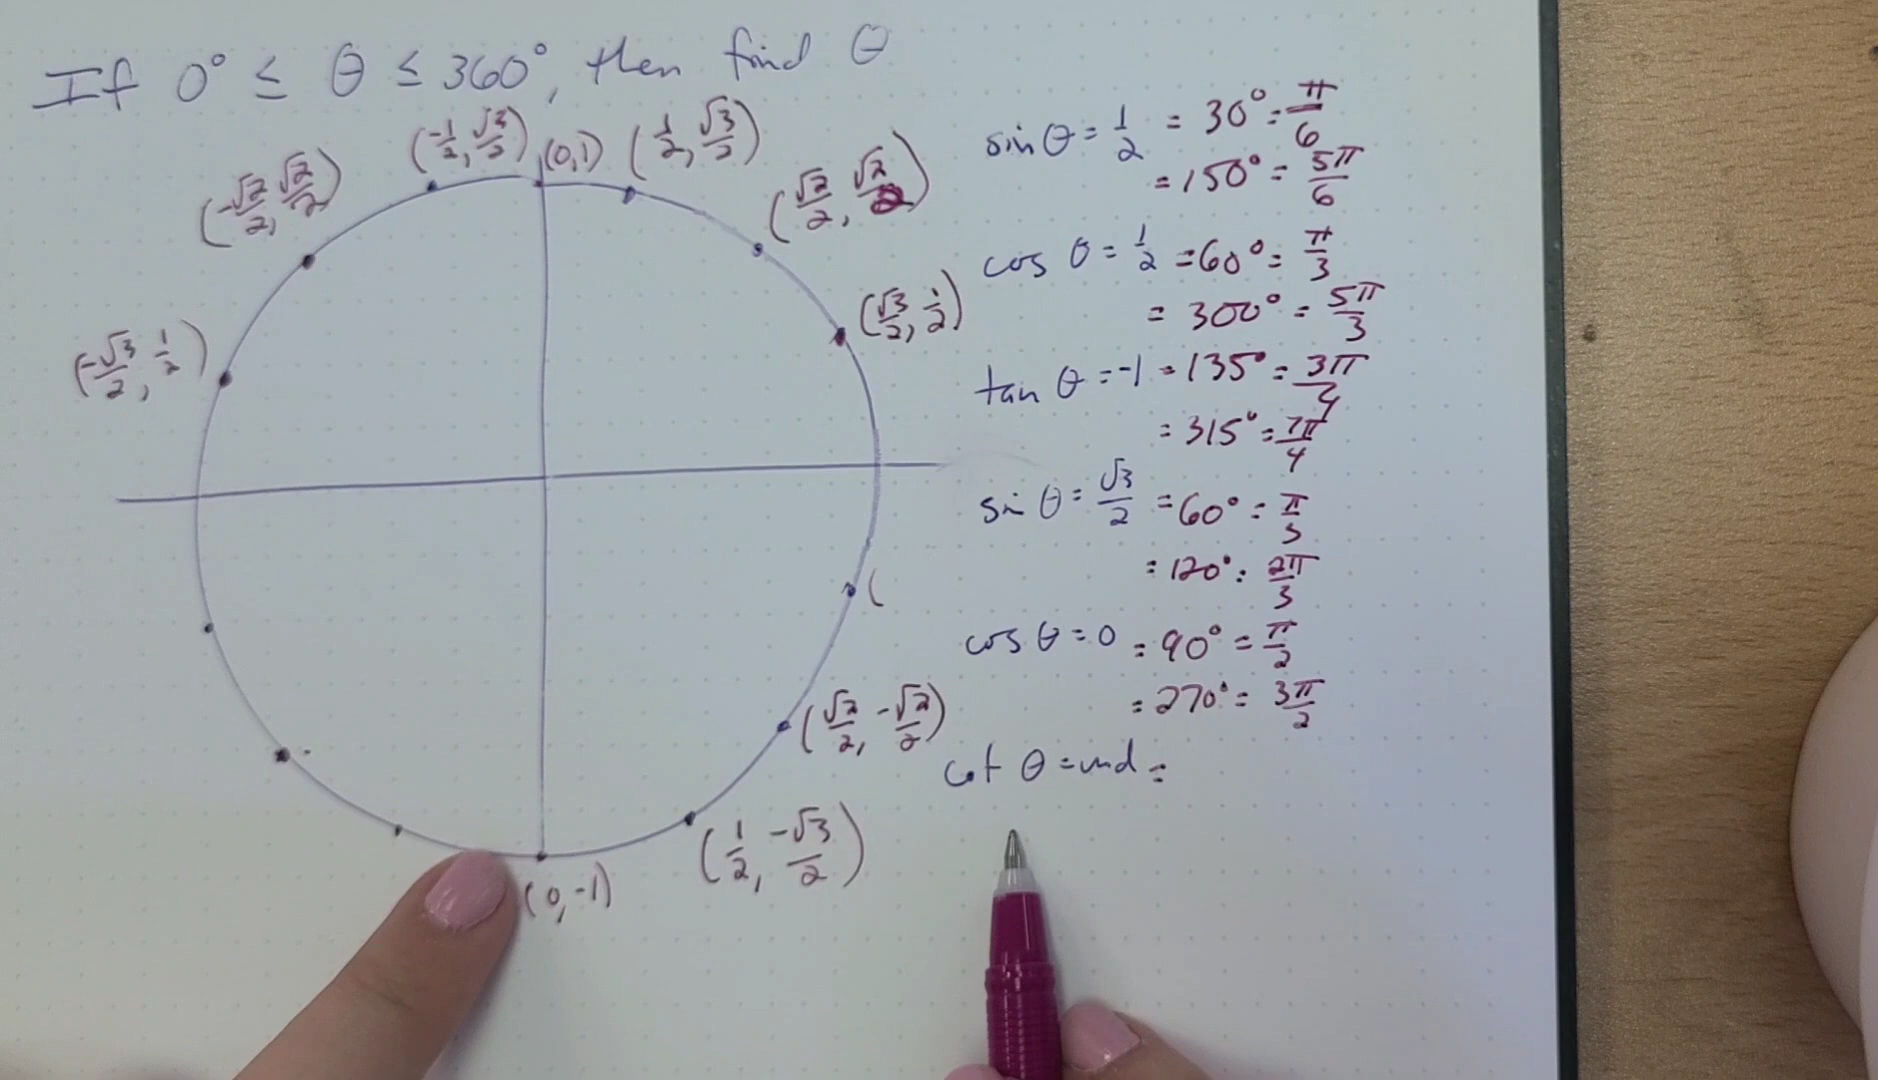 If 0° ≤ θ ≤ 360°, then find θ
(-1/2, √3/2) (0,1) (1/2, √3/2)
(-√2/2, √2/2)
(√2/2, √2/2)
(√3/2, 1/2)
(-√3/2, 1/2)
(
(√2/2, -√2/2)
(1/2, -√3/2)
(0,-1)
sin θ = 1/2 = 30° = π/6
= 150° = 5π/6
cos θ = 1/2 = 60° = π/3
= 300° = 5π/3
tan θ = -1 = 135° = 3π/4
= 315° = 7π/4
sin θ = √3/2 = 60° = π/3
= 120° = 2π/3
cos θ = 0 = 90° = π/2
= 270° = 3π/2
cot θ = und =